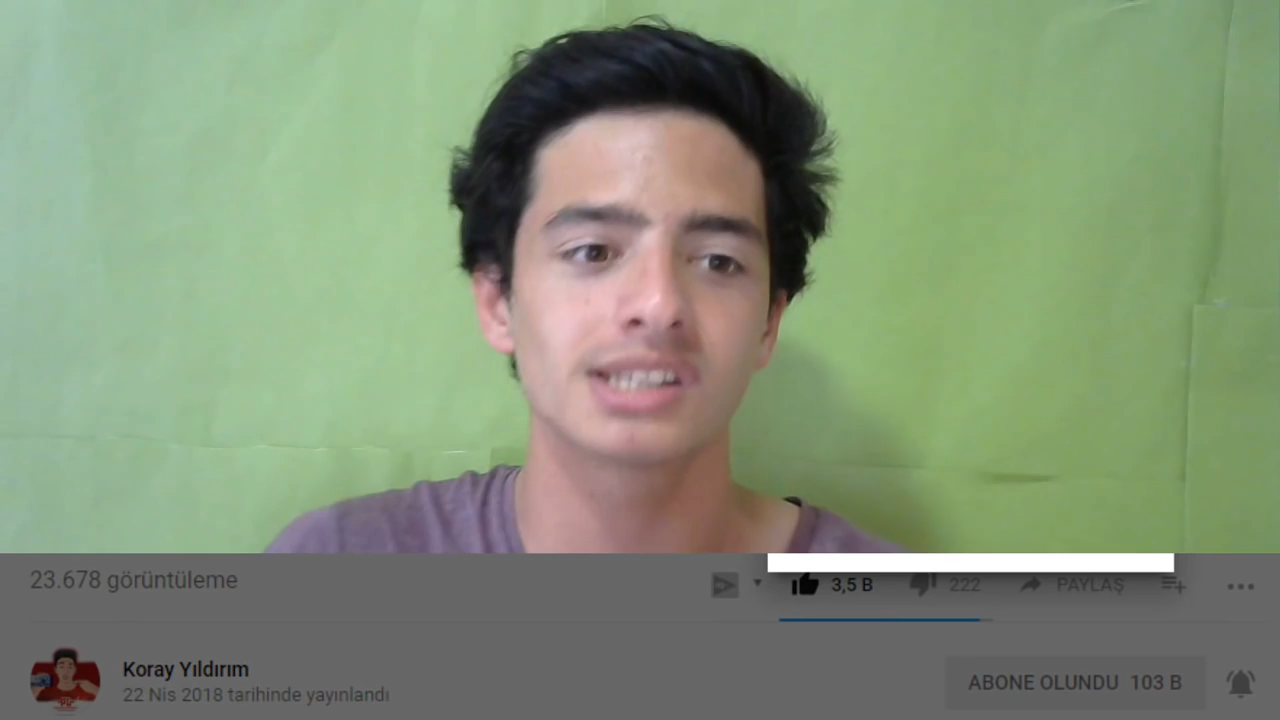 23.678 görüntüleme
3,5 B 222 PAYLAŞ
Koray Yıldırım
22 Nis 2018 tarihinde yayınlandı
ABONE OLUNDU 103 B